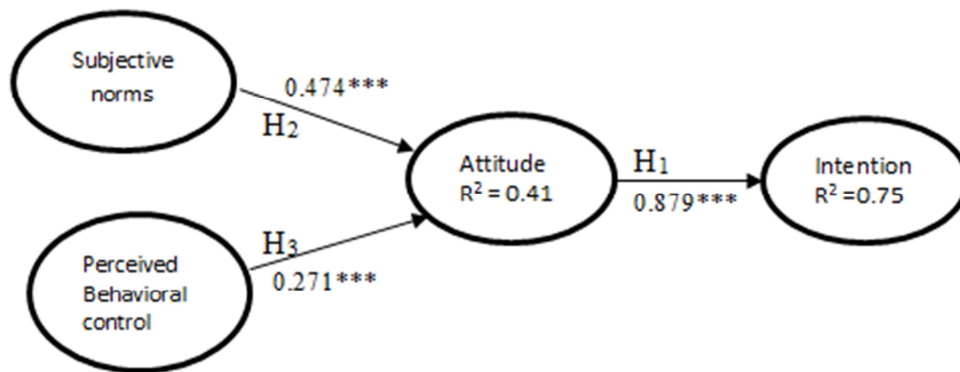 Subjective
norms
0.474***
H₂
Attitude
R² = 0.41
H₁
0.879***
Intention
R² =0.75
H₃
0.271***
Perceived
Behavioral
control